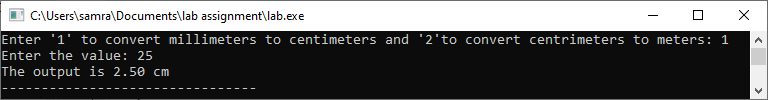 C:\Users\samra\Documents\lab assignment\lab.exe
Enter '1' to convert millimeters to centimeters and '2'to convert centrimeters to meters: 1
Enter the value: 25
The output is 2.50 cm
--------------------------------